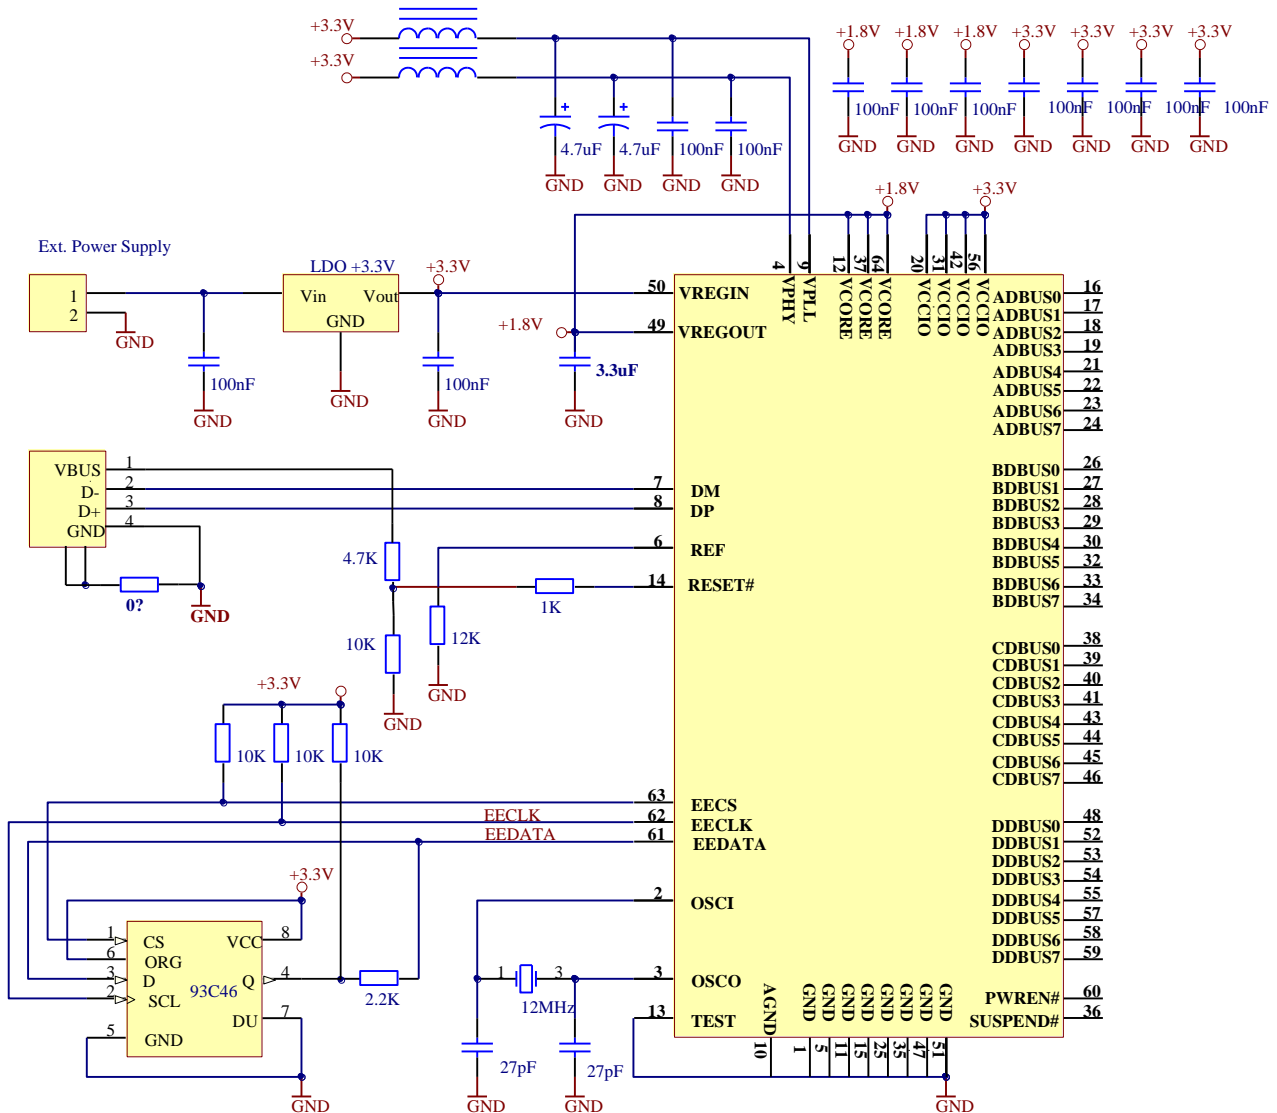 +3.3V
+3.3V
4.7uF
4.7uF
100nF
100nF
GND
GND
GND
GND
+1.8V
+1.8V
+1.8V
+3.3V
+3.3V
+3.3V
+3.3V
100nF
100nF
100nF
100nF
100nF
100nF
100nF
GND
GND
GND
GND
GND
GND
GND
Ext. Power Supply
1
2
GND
100nF
GND
LDO +3.3V
Vin
Vout
GND
GND
+3.3V
100nF
GND
+1.8V
3.3uF
GND
+1.8V
+3.3V
4
9
12
37
64
20
31
42
56
VPHY
VPLL
VCORE
VCORE
VCORE
VCCIO
VCCIO
VCCIO
VCCIO
50 VREGIN
49 VREGOUT
7 DM
8 DP
6 REF
14 RESET#
63 EECS
62 EECLK
61 EEDATA
2 OSCI
3 OSCO
13 TEST
ADBUS0 16
ADBUS1 17
ADBUS2 18
ADBUS3 19
ADBUS4 21
ADBUS5 22
ADBUS6 23
ADBUS7 24
BDBUS0 26
BDBUS1 27
BDBUS2 28
BDBUS3 29
BDBUS4 30
BDBUS5 32
BDBUS6 33
BDBUS7 34
CDBUS0 38
CDBUS1 39
CDBUS2 40
CDBUS3 41
CDBUS4 43
CDBUS5 44
CDBUS6 45
CDBUS7 46
DDBUS0 48
DDBUS1 52
DDBUS2 53
DDBUS3 54
DDBUS4 55
DDBUS5 57
DDBUS6 58
DDBUS7 59
PWREN# 60
SUSPEND# 36
AGND
GND
GND
GND
GND
GND
GND
GND
GND
10
1
5
11
15
25
35
47
51
GND
VBUS 1
D- 2
D+ 3
GND 4
0?
GND
4.7K
10K
GND
12K
GND
1K
+3.3V
10K
10K
10K
EECLK
EEDATA
+3.3V
1 CS
6 ORG
3 D
2 SCL
5 GND
VCC 8
Q 4
DU 7
93C46
2.2K
GND
1
3
12MHz
27pF
27pF
GND
GND